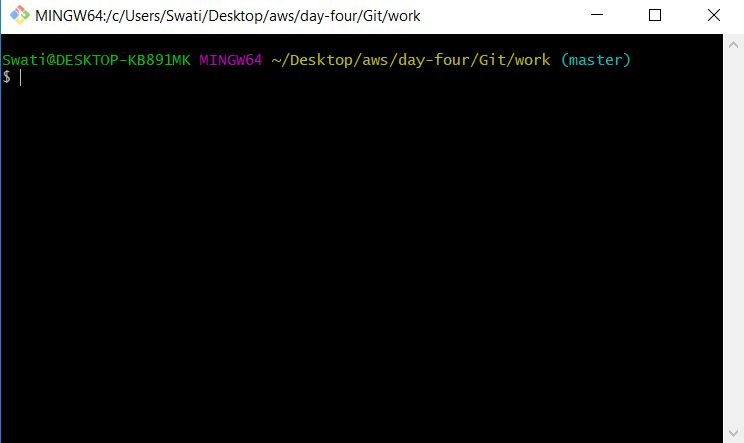 MINGW64:/c/Users/Swati/Desktop/aws/day-four/Git/work
Swati@DESKTOP-KB891MK MINGW64 ~/Desktop/aws/day-four/Git/work (master)
$